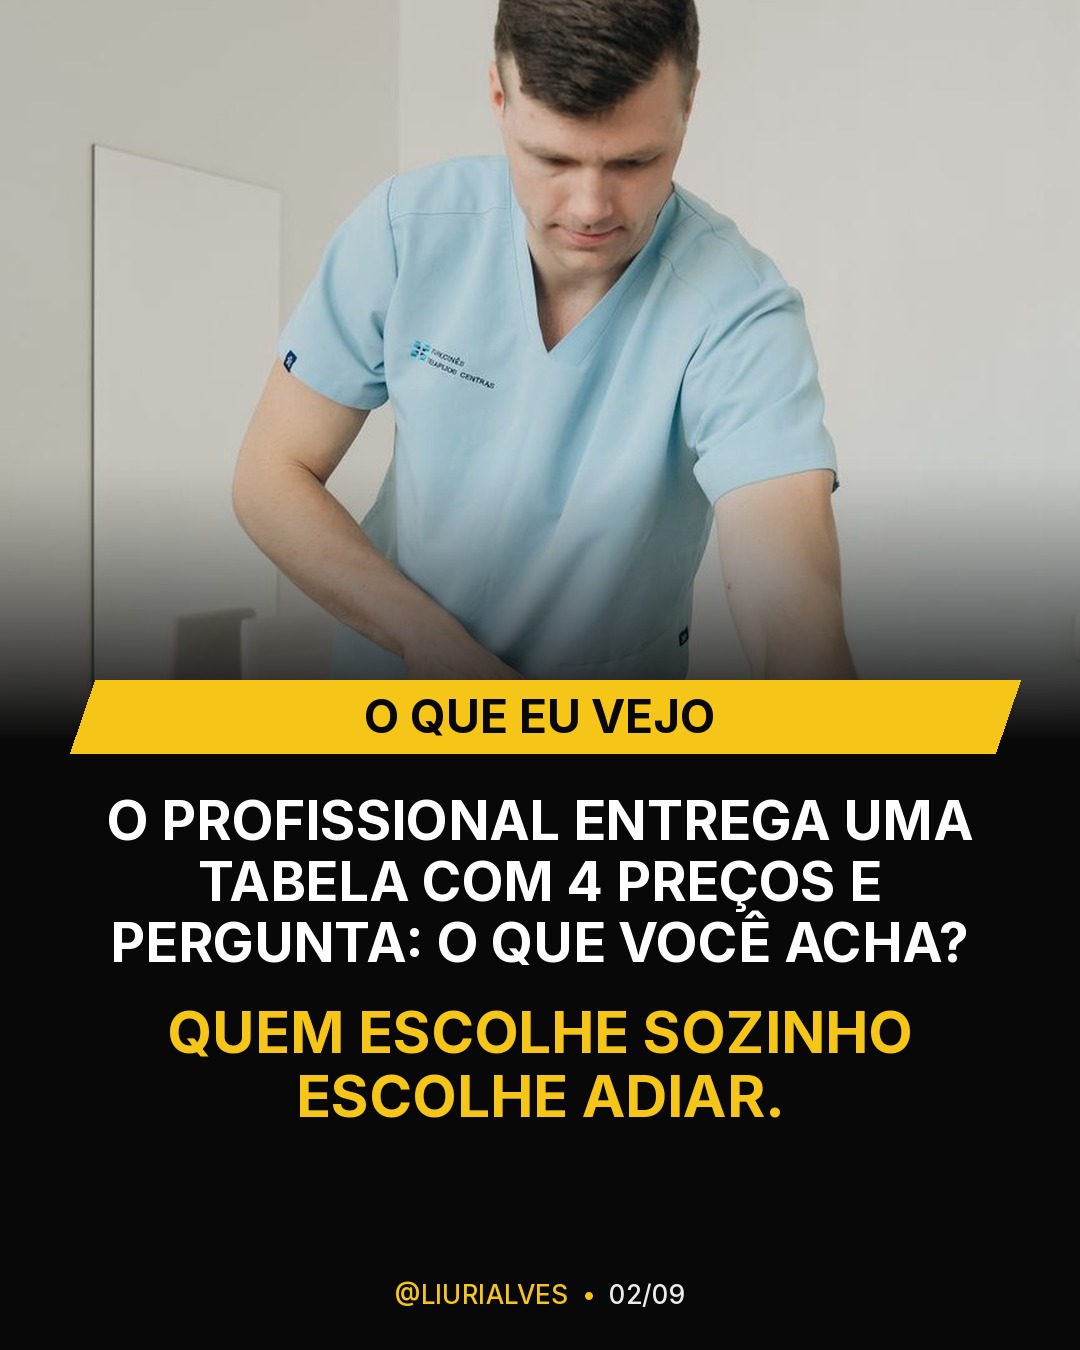 CENTRAS
O QUE EU VEJO
O PROFISSIONAL ENTREGA UMA
TABELA COM 4 PREÇOS E
PERGUNTA: O QUE VOCÊ ACHA?
QUEM ESCOLHE SOZINHO
ESCOLHE ADIAR.
@LIURIALVES • 02/09